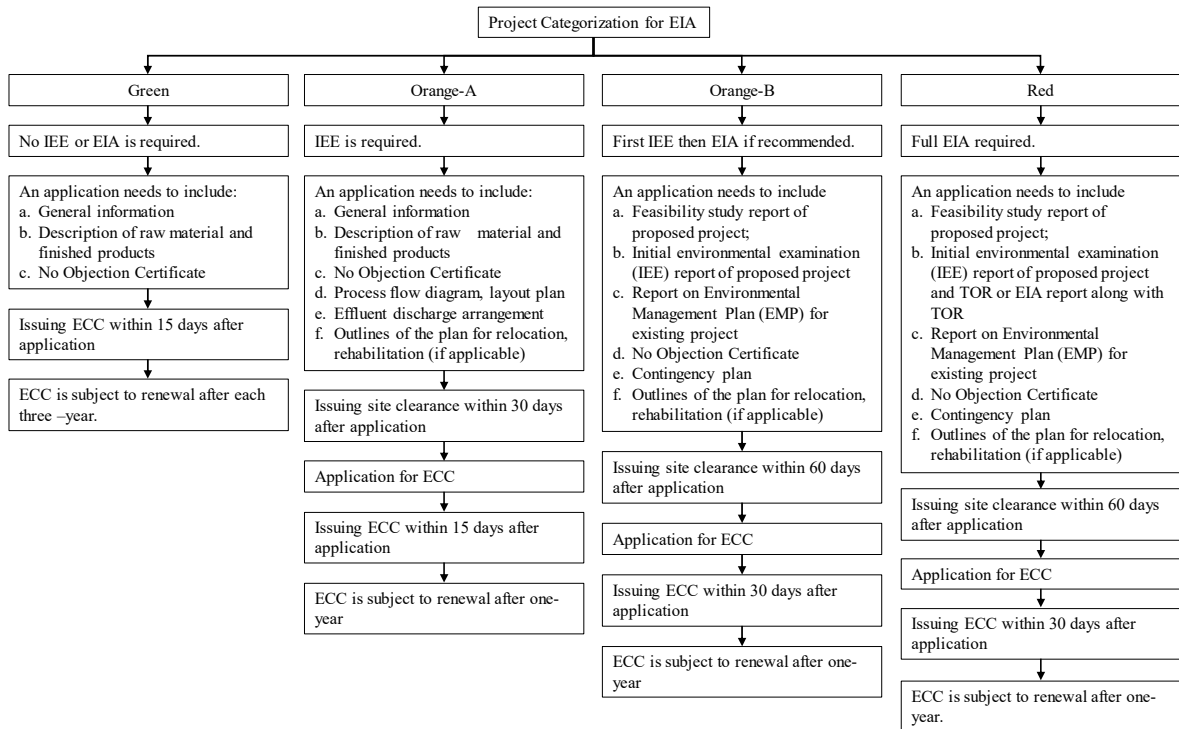 Project Categorization for EIA
Green
No IEE or EIA is required.
An application needs to include:
a. General information
b. Description of raw material and
finished products
c. No Objection Certificate
Issuing ECC within 15 days after
application
ECC is subject to renewal after each
three –year.
Orange-A
IEE is required.
An application needs to include:
a. General information
b. Description of raw material and
finished products
c. No Objection Certificate
d. Process flow diagram, layout plan
e. Effluent discharge arrangement
f. Outlines of the plan for relocation,
rehabilitation (if applicable)
Issuing site clearance within 30 days
after application
Application for ECC
Issuing ECC within 15 days after
application
ECC is subject to renewal after one-
year
Orange-B
First IEE then EIA if recommended.
An application needs to include
a. Feasibility study report of
proposed project;
b. Initial environmental examination
(IEE) report of proposed project
c. Report on Environmental
Management Plan (EMP) for
existing project
d. No Objection Certificate
e. Contingency plan
f. Outlines of the plan for relocation,
rehabilitation (if applicable)
Issuing site clearance within 60 days
after application
Application for ECC
Issuing ECC within 30 days after
application
ECC is subject to renewal after one-
year
Red
Full EIA required.
An application needs to include
a. Feasibility study report of
proposed project;
b. Initial environmental examination
(IEE) report of proposed project
and TOR or EIA report along with
TOR
c. Report on Environmental
Management Plan (EMP) for
existing project
d. No Objection Certificate
e. Contingency plan
f. Outlines of the plan for relocation,
rehabilitation (if applicable)
Issuing site clearance within 60 days
after application
Application for ECC
Issuing ECC within 30 days after
application
ECC is subject to renewal after one-
year.